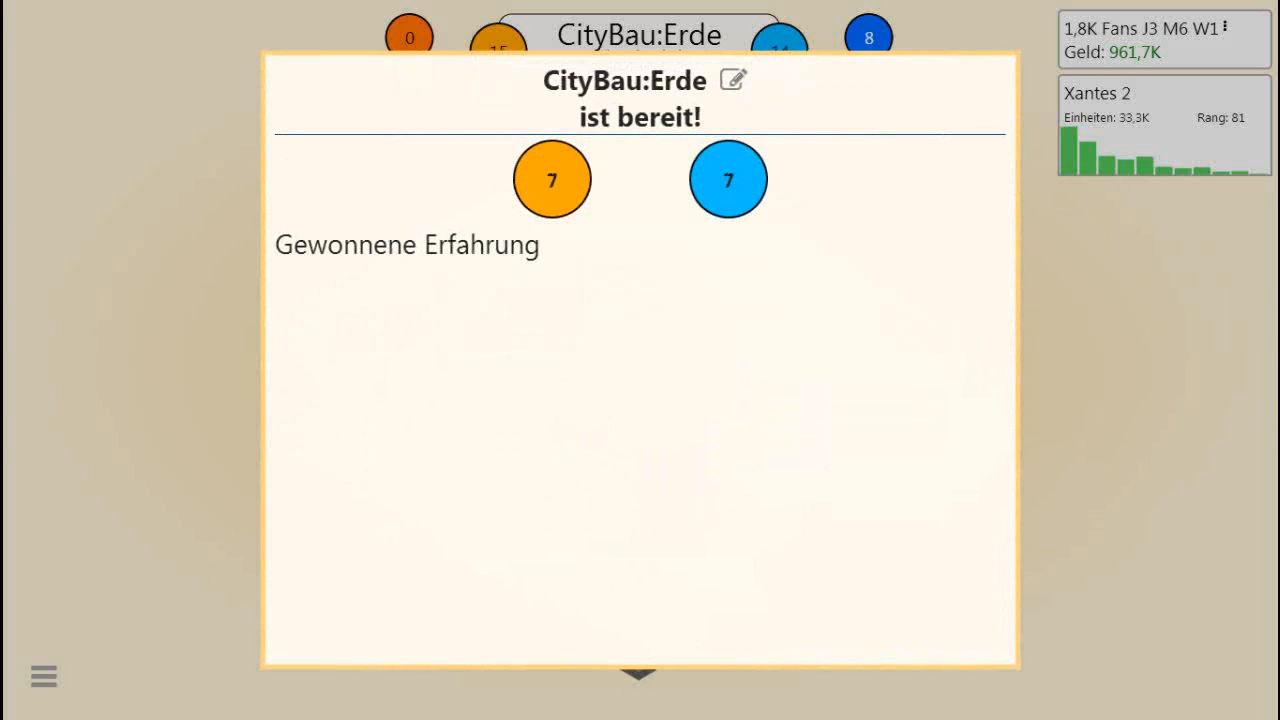 0
CityBau:Erde
8
1,8K Fans J3 M6 W1
Geld: 961,7K
CityBau:Erde
ist bereit!
7
7
Gewonnene Erfahrung
Xantes 2
Einheiten: 33,3K
Rang: 81